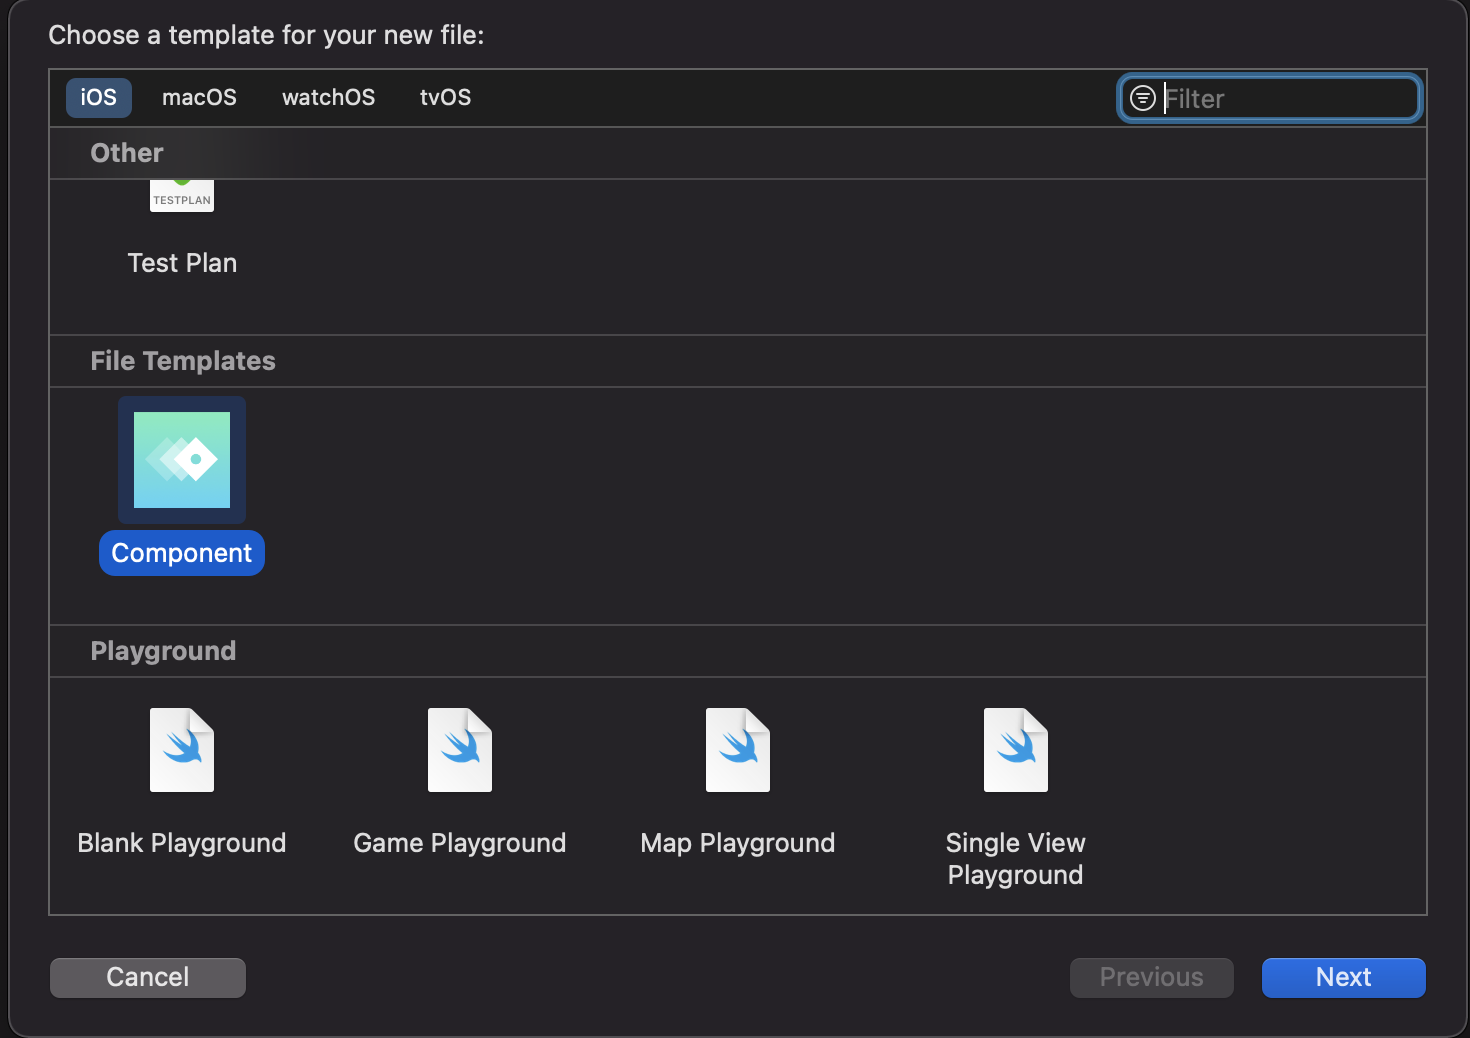 Choose a template for your new file:
iOS macOS watchOS tvOS Filter
Other
TESTPLAN
Test Plan
File Templates
Component
Playground
Blank Playground Game Playground Map Playground Single View
Playground
Cancel Previous Next